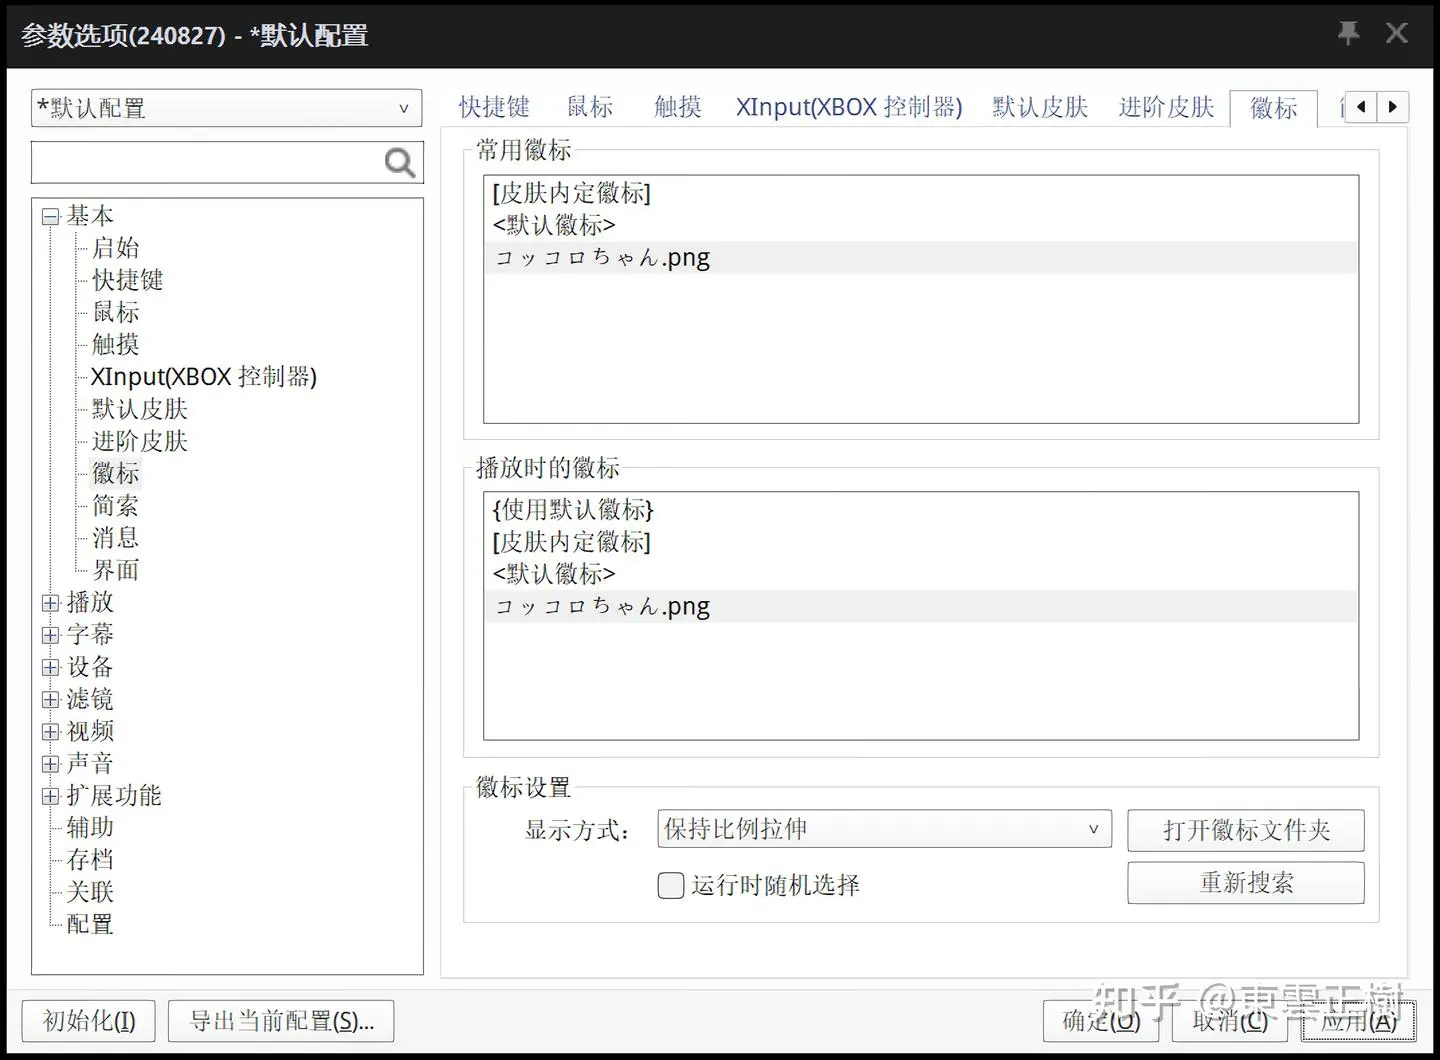 参数选项(240827) - *默认配置
*默认配置
基本
启始
快捷键
鼠标
触摸
XInput(XBOX 控制器)
默认皮肤
进阶皮肤
徽标
简索
消息
界面
播放
字幕
设备
滤镜
视频
声音
扩展功能
辅助
存档
关联
配置
快捷键 鼠标 触摸 XInput(XBOX 控制器) 默认皮肤 进阶皮肤 徽标
常用徽标
[皮肤内定徽标]
<默认徽标>
コッコロちゃん.png
播放时的徽标
{使用默认徽标}
[皮肤内定徽标]
<默认徽标>
コッコロちゃん.png
徽标设置
显示方式： 保持比例拉伸 打开徽标文件夹
运行时随机选择 重新搜索
初始化(I) 导出当前配置(S)... 确定(O) 取消(C) 应用(A)
知乎 @東雲正樹